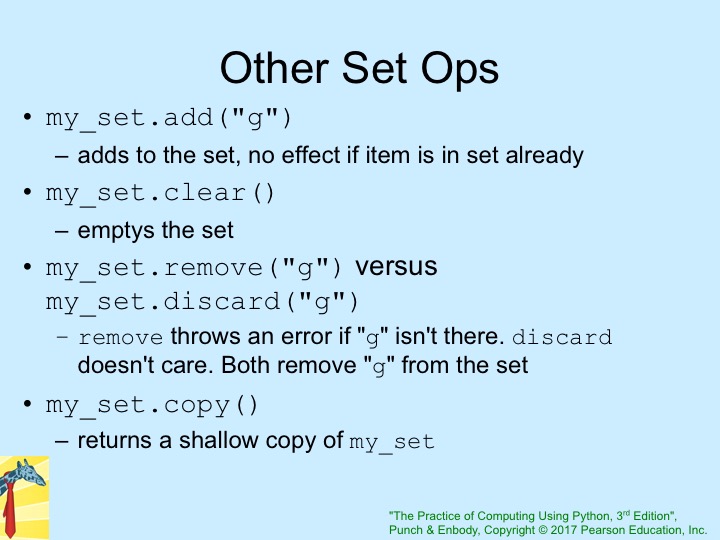 Other Set Ops
• my_set.add("g")
– adds to the set, no effect if item is in set already
• my_set.clear()
– emptys the set
• my_set.remove("g") versus
my_set.discard("g")
– remove throws an error if "g" isn't there. discard
doesn't care. Both remove "g" from the set
• my_set.copy()
– returns a shallow copy of my_set
"The Practice of Computing Using Python, 3rd Edition",
Punch & Enbody, Copyright © 2017 Pearson Education, Inc.